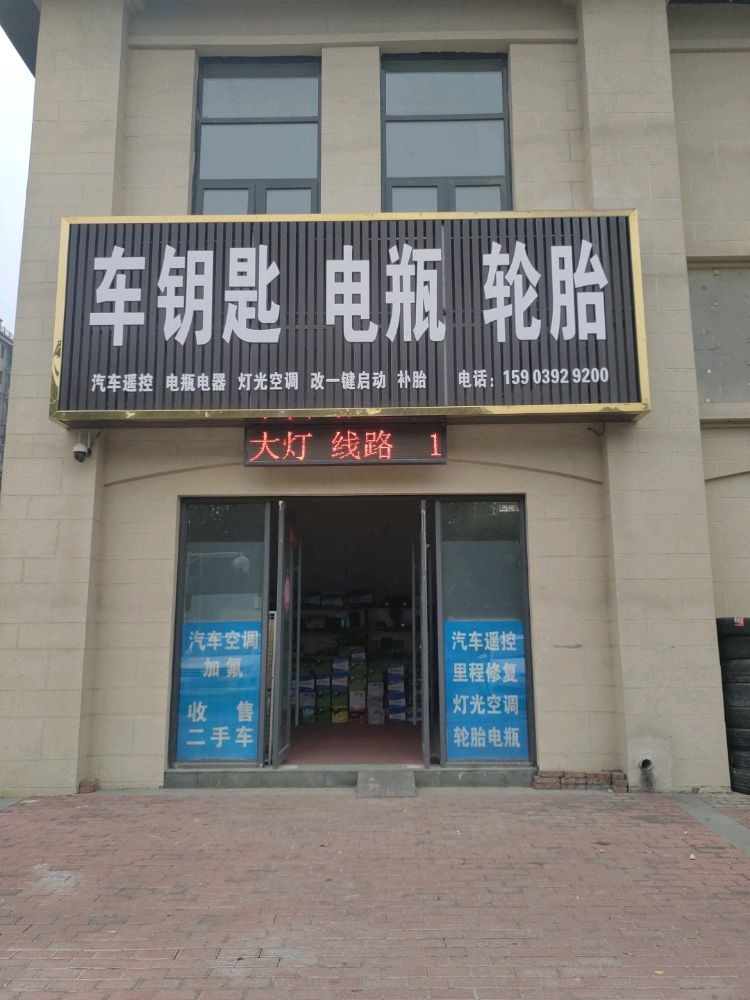 车钥匙 电瓶 轮胎
汽车遥控 电瓶电器 灯光空调 改一键启动 补胎 电话：159 0392 9200
大灯 线路 1
汽车空调
加氟
收售
二手车
汽车遥控
里程修复
灯光空调
轮胎电瓶